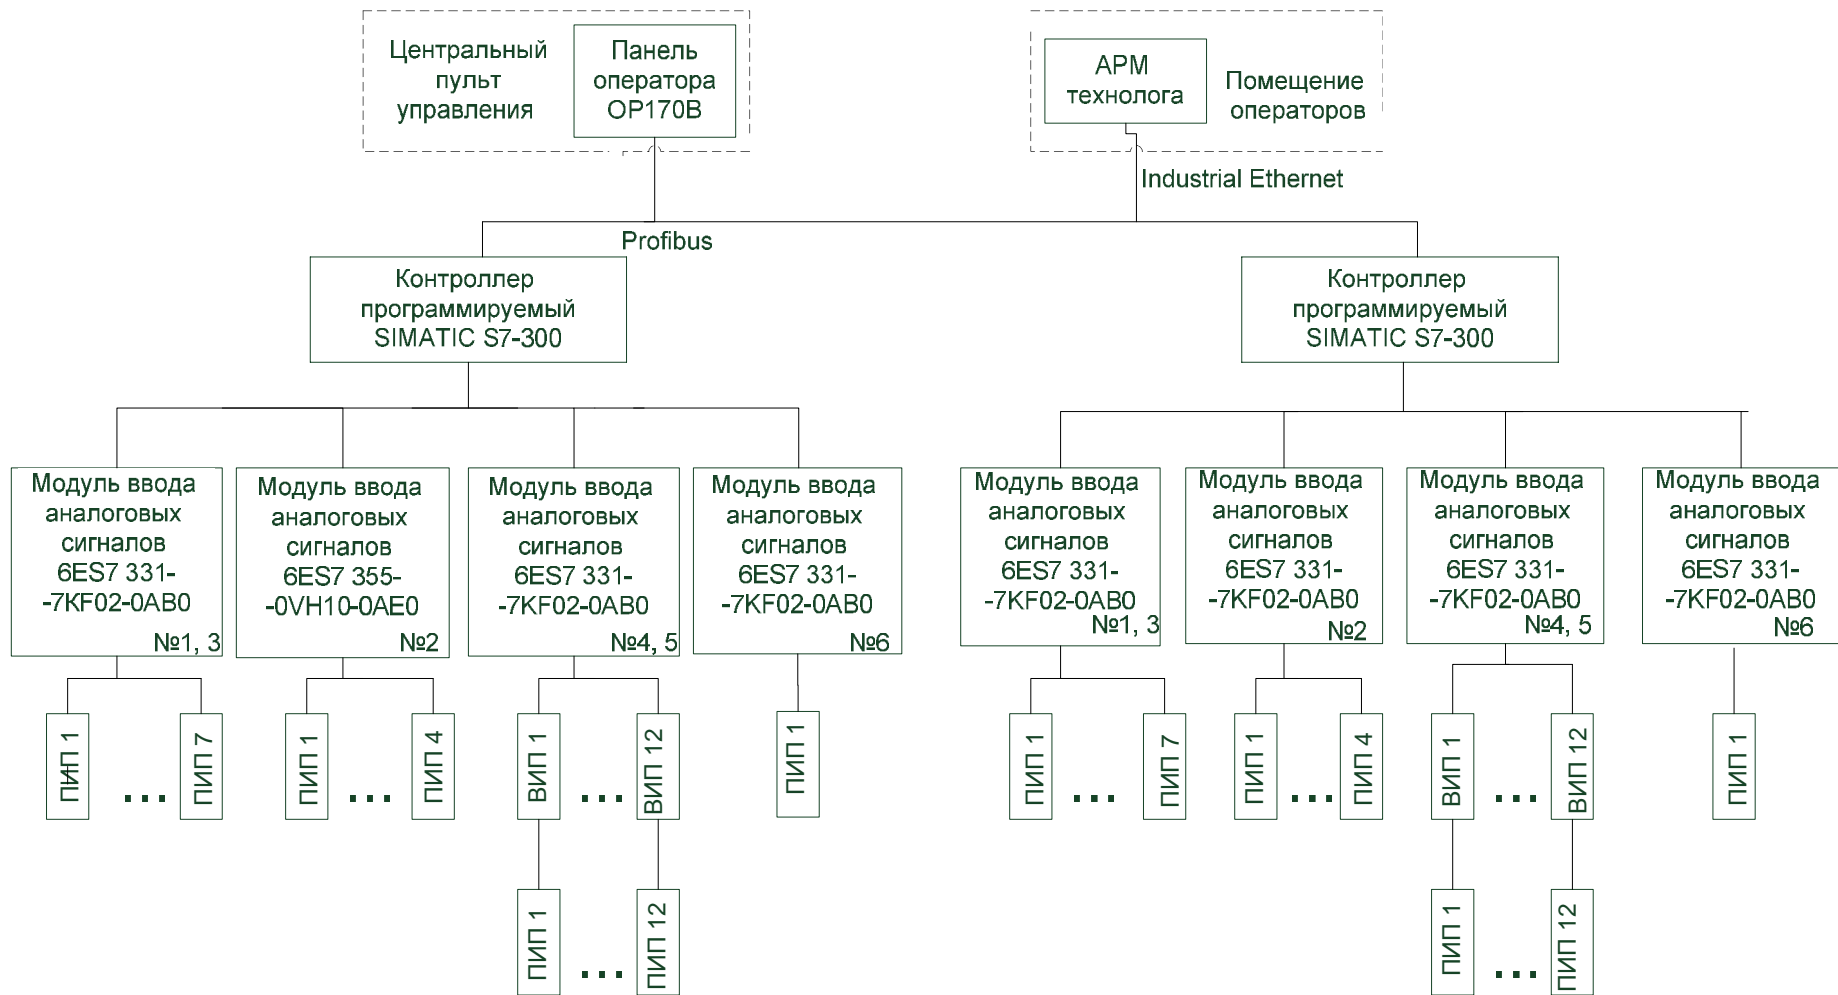 Центральный
пульт
управления
Панель
оператора
OP170B
АРМ
технолога
Помещение
операторов
Industrial Ethernet
Profibus
Контроллер
программируемый
SIMATIC S7-300
Контроллер
программируемый
SIMATIC S7-300
Модуль ввода
аналоговых
сигналов
6ES7 331-
-7KF02-0AB0
№1, 3
Модуль ввода
аналоговых
сигналов
6ES7 355-
-0VH10-0AE0
№2
Модуль ввода
аналоговых
сигналов
6ES7 331-
-7KF02-0AB0
№4, 5
Модуль ввода
аналоговых
сигналов
6ES7 331-
-7KF02-0AB0
№6
Модуль ввода
аналоговых
сигналов
6ES7 331-
-7KF02-0AB0
№1, 3
Модуль ввода
аналоговых
сигналов
6ES7 331-
-7KF02-0AB0
№2
Модуль ввода
аналоговых
сигналов
6ES7 331-
-7KF02-0AB0
№4, 5
Модуль ввода
аналоговых
сигналов
6ES7 331-
-7KF02-0AB0
№6
ПИП 1
...
ПИП 7
ПИП 1
...
ПИП 4
ВИП 1
...
ВИП 12
ПИП 1
ПИП 1
...
ПИП 7
ПИП 1
...
ПИП 4
ВИП 1
...
ВИП 12
ПИП 1
ПИП 1
...
ПИП 12
ПИП 1
...
ПИП 12